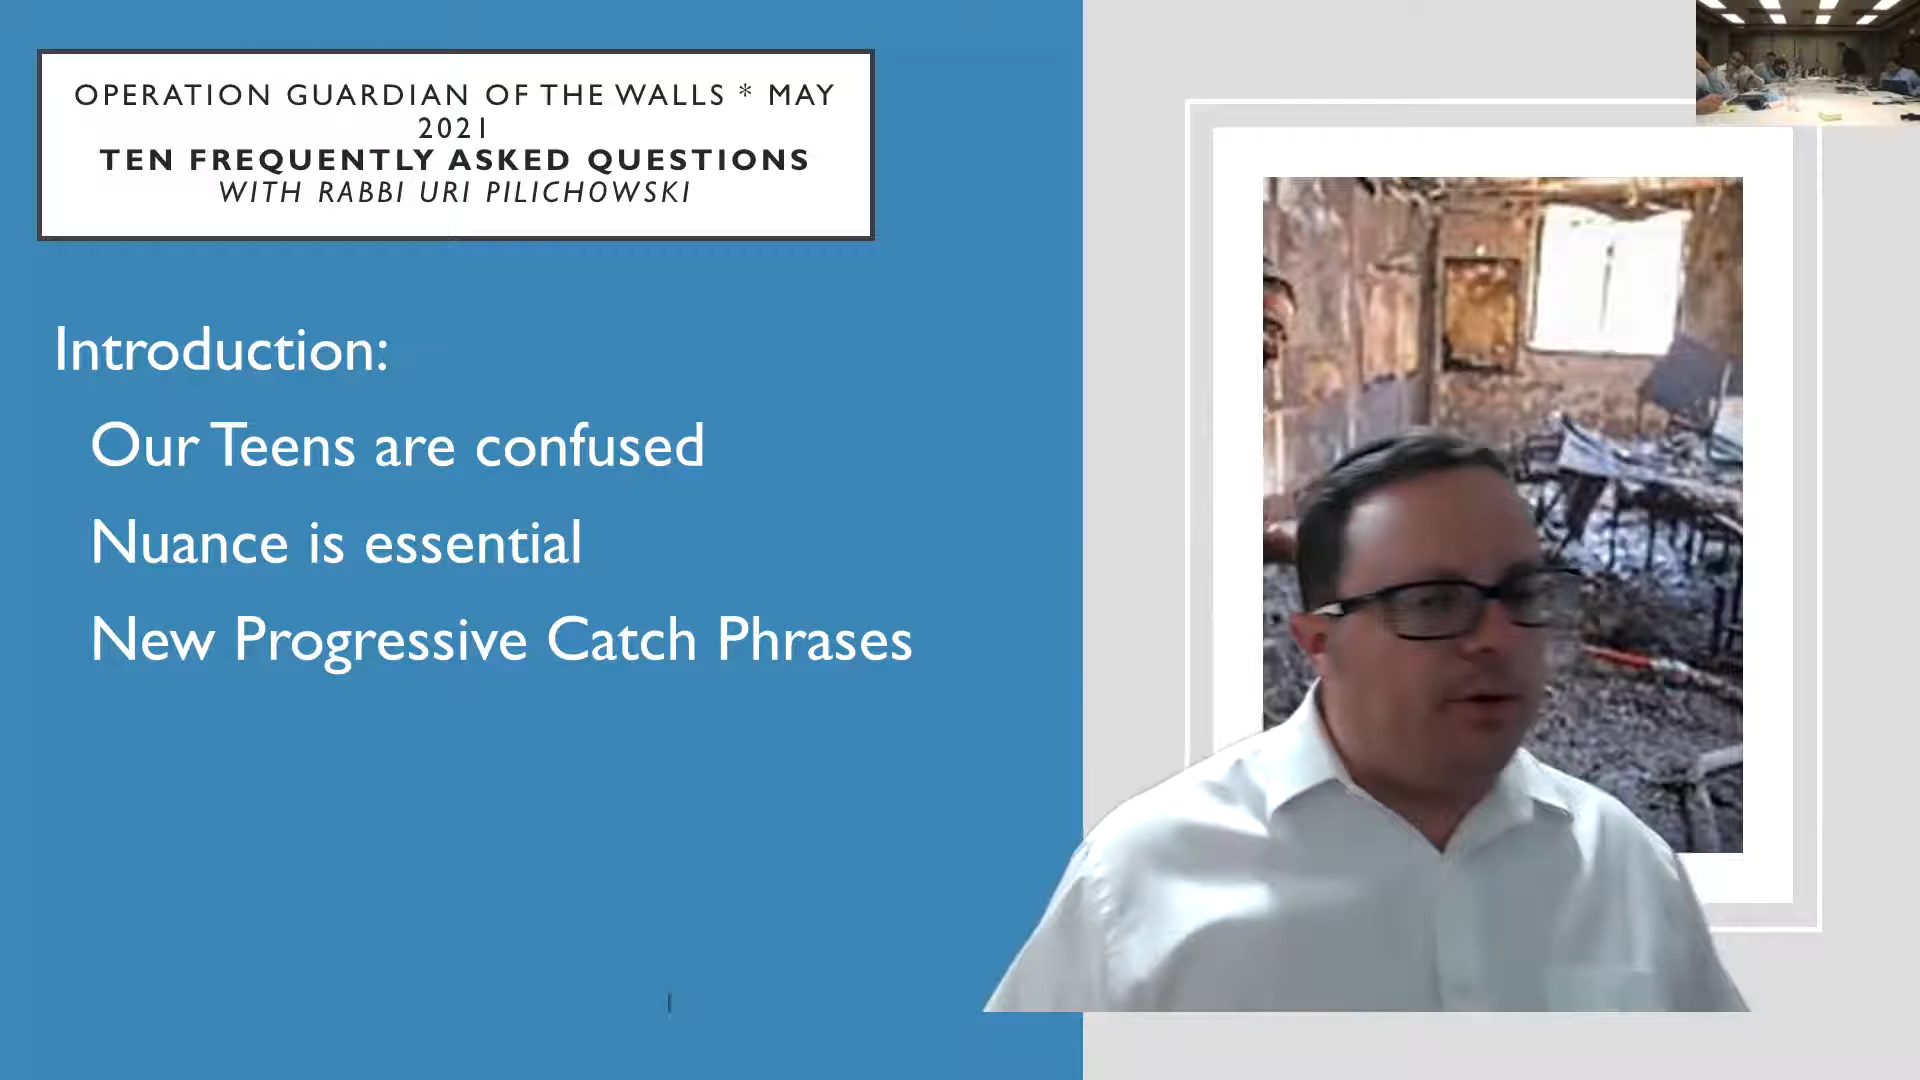 OPERATION GUARDIAN OF THE WALLS * MAY
2021
TEN FREQUENTLY ASKED QUESTIONS
WITH RABBI URI PILICHOWSKI
Introduction:
Our Teens are confused
Nuance is essential
New Progressive Catch Phrases